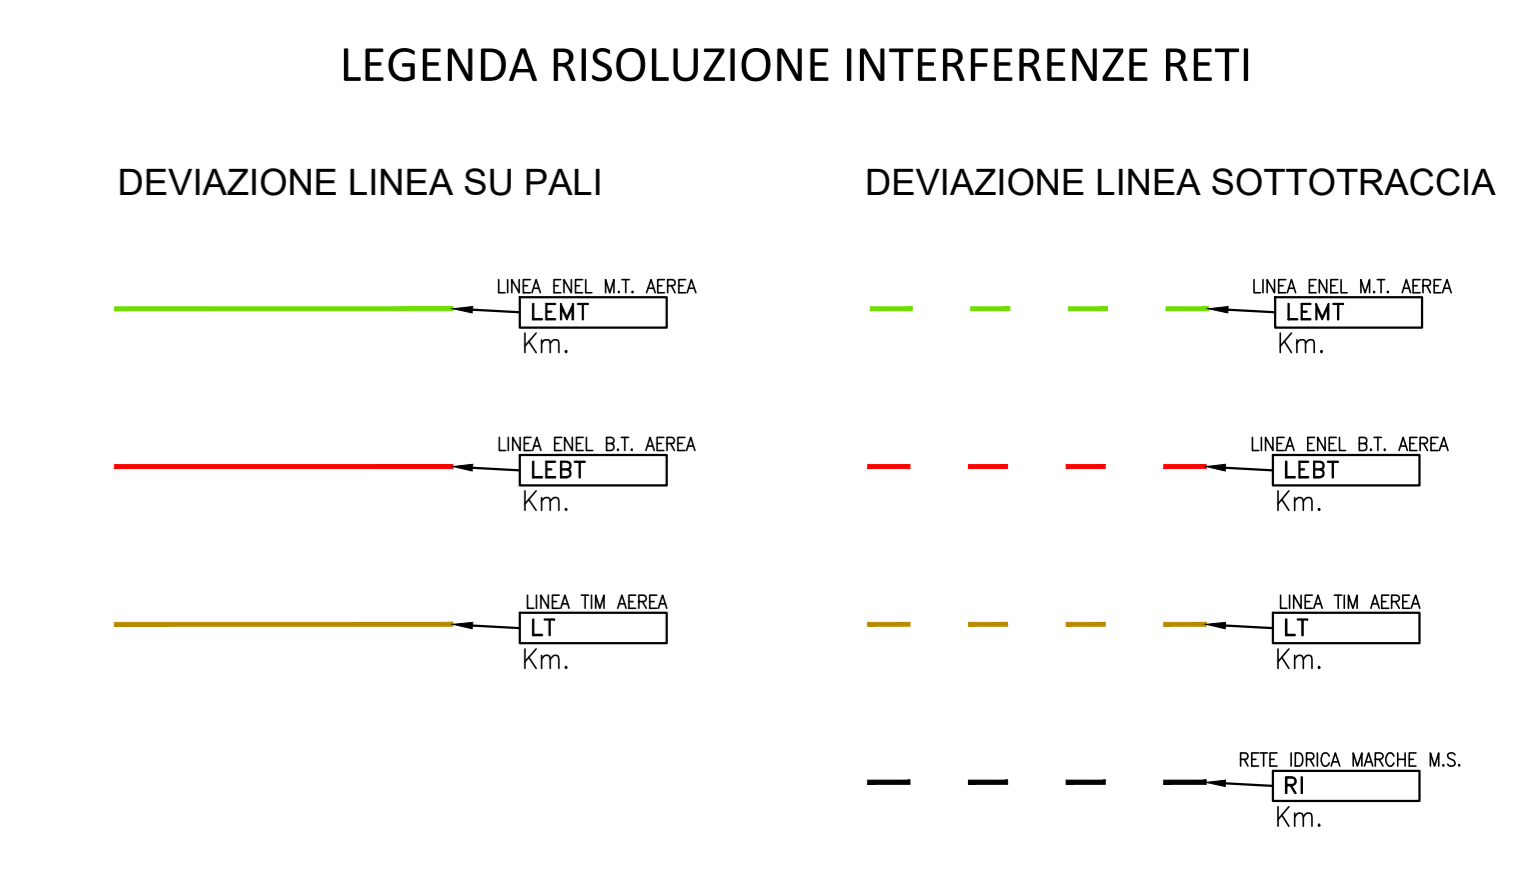 LEGENDA RISOLUZIONE INTERFERENZE RETI
DEVIAZIONE LINEA SU PALI
LINEA ENEL M.T. AEREA
LEMT
Km.
LINEA ENEL B.T. AEREA
LEBT
Km.
LINEA TIM AEREA
LT
Km.
DEVIAZIONE LINEA SOTTOTRACCIA
LINEA ENEL M.T. AEREA
LEMT
Km.
LINEA ENEL B.T. AEREA
LEBT
Km.
LINEA TIM AEREA
LT
Km.
RETE IDRICA MARCHE M.S.
RI
Km.